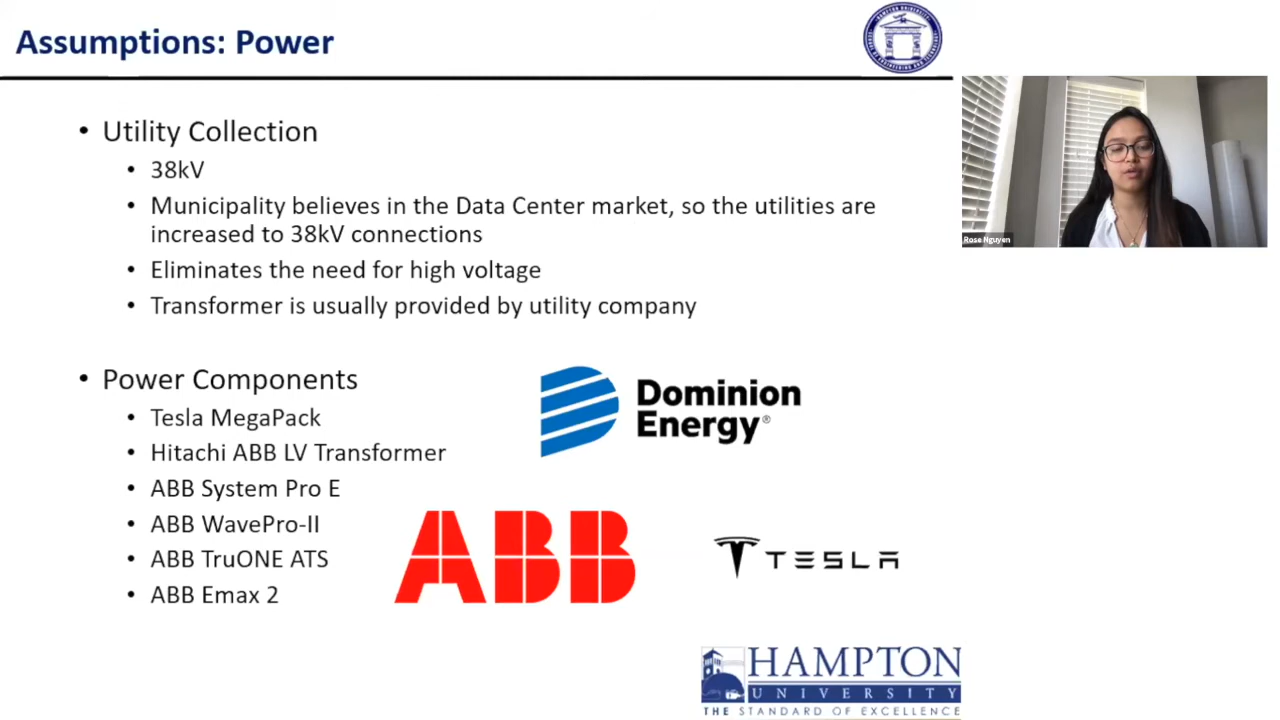 Assumptions: Power
• Utility Collection
• 38kV
• Municipality believes in the Data Center market, so the utilities are
increased to 38kV connections
• Eliminates the need for high voltage
• Transformer is usually provided by utility company
• Power Components
• Tesla MegaPack
• Hitachi ABB LV Transformer
• ABB System Pro E
• ABB WavePro-II
• ABB TruONE ATS
• ABB Emax 2
Dominion
Energy®
ABB
TESLA
HAMPTON
UNIVERSITY
THE STANDARD OF EXCELLENCE
Rose Nguyen